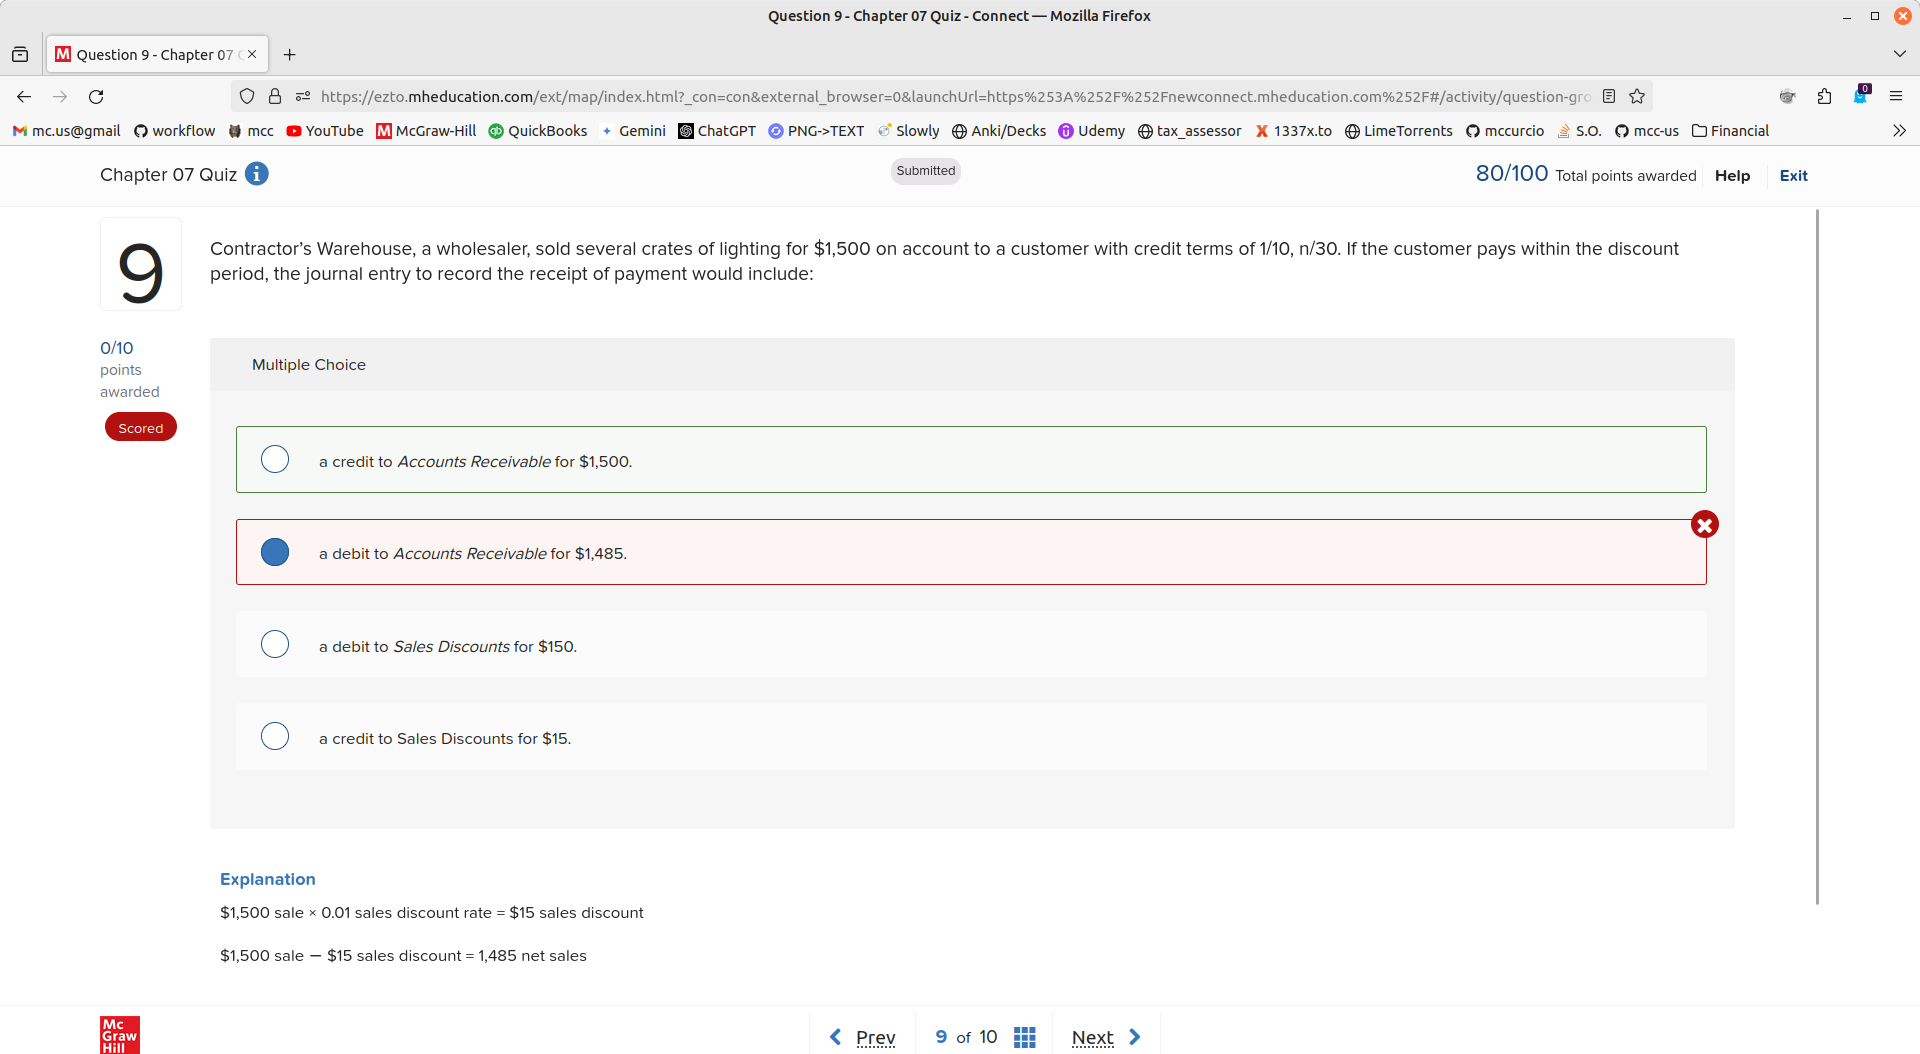 Question 9 - Chapter 07 Quiz - Connect — Mozilla Firefox
Question 9 - Chapter 07
https://ezto.mheducation.com/ext/map/index.html?_con=con&external_browser=0&launchUrl=https%253A%252F%252Fnewconnect.mheducation.com%252F#/activity/question-gro
0
mc.us@gmail workflow mcc YouTube McGraw-Hill QuickBooks Gemini ChatGPT PNG->TEXT Slowly Anki/Decks Udemy tax_assessor 1337x.to LimeTorrents mccurcio S.O. mcc-us Financial
Chapter 07 Quiz
Submitted
80/100 Total points awarded Help Exit
9
Contractor’s Warehouse, a wholesaler, sold several crates of lighting for $1,500 on account to a customer with credit terms of 1/10, n/30. If the customer pays within the discount
period, the journal entry to record the receipt of payment would include:
0/10
points
awarded
Scored
Multiple Choice
a credit to Accounts Receivable for $1,500.
a debit to Accounts Receivable for $1,485.
a debit to Sales Discounts for $150.
a credit to Sales Discounts for $15.
Explanation
$1,500 sale × 0.01 sales discount rate = $15 sales discount
$1,500 sale − $15 sales discount = 1,485 net sales
Mc
Graw
Hill
Prev 9 of 10 Next